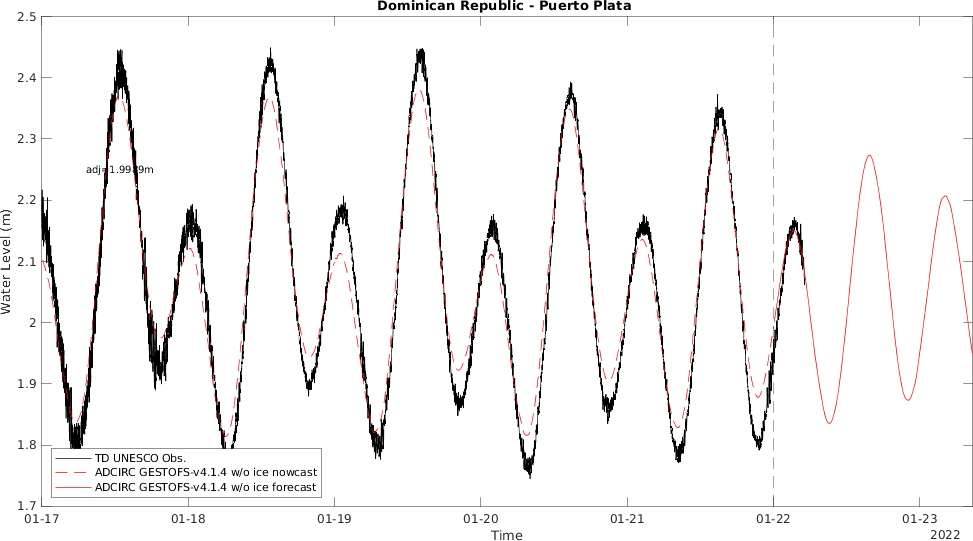 Dominican Republic - Puerto Plata
2.5
2.4
2.3
2.2
2.1
2
1.9
1.8
1.7
Water Level (m)
adj=1.9989m
TD UNESCO Obs.
ADCIRC GESTOFS-v4.1.4 w/o ice nowcast
ADCIRC GESTOFS-v4.1.4 w/o ice forecast
01-17 01-18 01-19 01-20 01-21 01-22 01-23
Time
2022